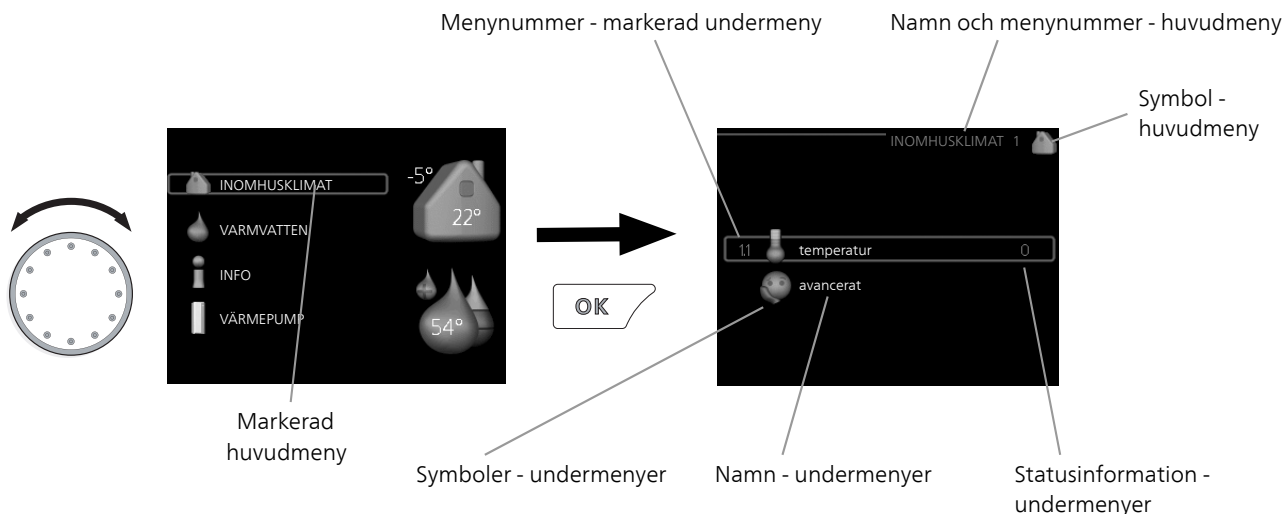 Menynummer - markerad undermeny
Namn och menynummer - huvudmeny
Symbol -
huvudmeny
INOMHUSKLIMAT
-5°
22°
VARMVATTEN
INFO
VÄRMEPUMP
54°
OK
INOMHUSKLIMAT 1
1.1 temperatur 0
avancerat
Markerad
huvudmeny
Symboler - undermenyer
Namn - undermenyer
Statusinformation -
undermenyer